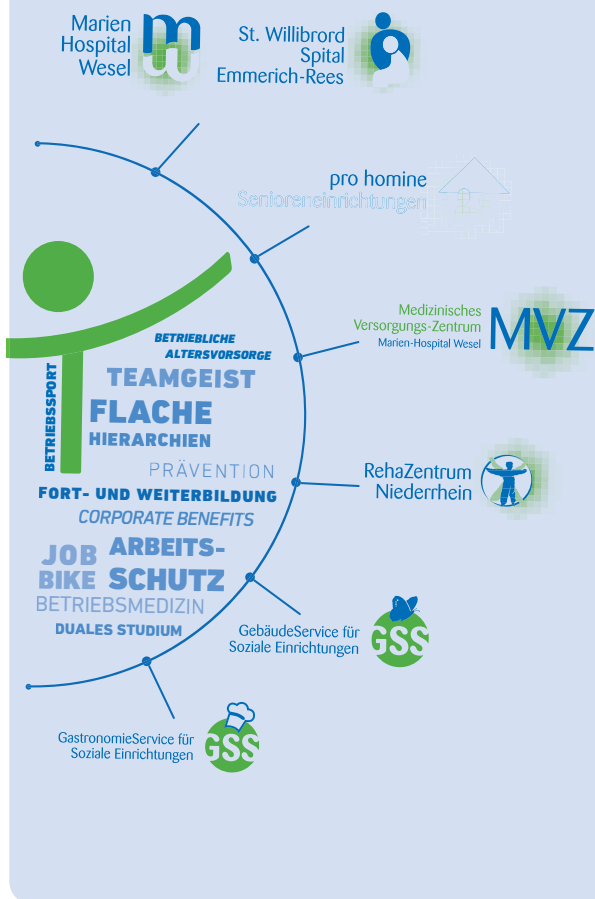 Marien
Hospital
Wesel
mw
St. Willibrord
Spital
Emmerich-Rees
pro homine
Senioreneinrichtungen
Medizinisches
Versorgungs-Zentrum
Marien-Hospital Wesel
MVZ
BETRIEBLICHE
ALTERSVORSORGE
TEAMGEIST
BETRIEBSSPORT
FLACHE
HIERARCHIEN
PRÄVENTION
FORT- UND WEITERBILDUNG
CORPORATE BENEFITS
JOB
BIKE
ARBEITS-
SCHUTZ
BETRIEBSMEDIZIN
DUALES STUDIUM
RehaZentrum
Niederrhein
GebäudeService für
Soziale Einrichtungen
GSS
GastronomieService für
Soziale Einrichtungen
GSS